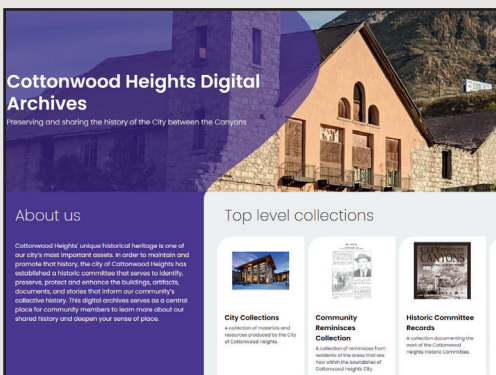 Cottonwood Heights Digital
Archives
Preserving and sharing the history of the City between the Canyons
About us
Cottonwood Heights' unique historical heritage is one of
our city's most important assets. In order to maintain and
promote that history, the city of Cottonwood Heights has
established a historic committee that serves to identify,
preserve, protect and enhance the buildings, artifacts,
documents, and stories that inform our community's
collective history. This digital archives serves as a central
place for community members to learn more about our
shared history and deepen your sense of place.
Top level collections
City Collections
A collection of materials and
resources produced by the City
of Cottonwood Heights.
Community
Reminisces
Collection
A collection of reminisces from
residents of the areas that are
now within the boundaries of
Cottonwood Heights City.
CITY BETWEEN THE
CANYONS
Historic Committee
Records
A collection documenting the
work of the Cottonwood
Heights Historic Committee.